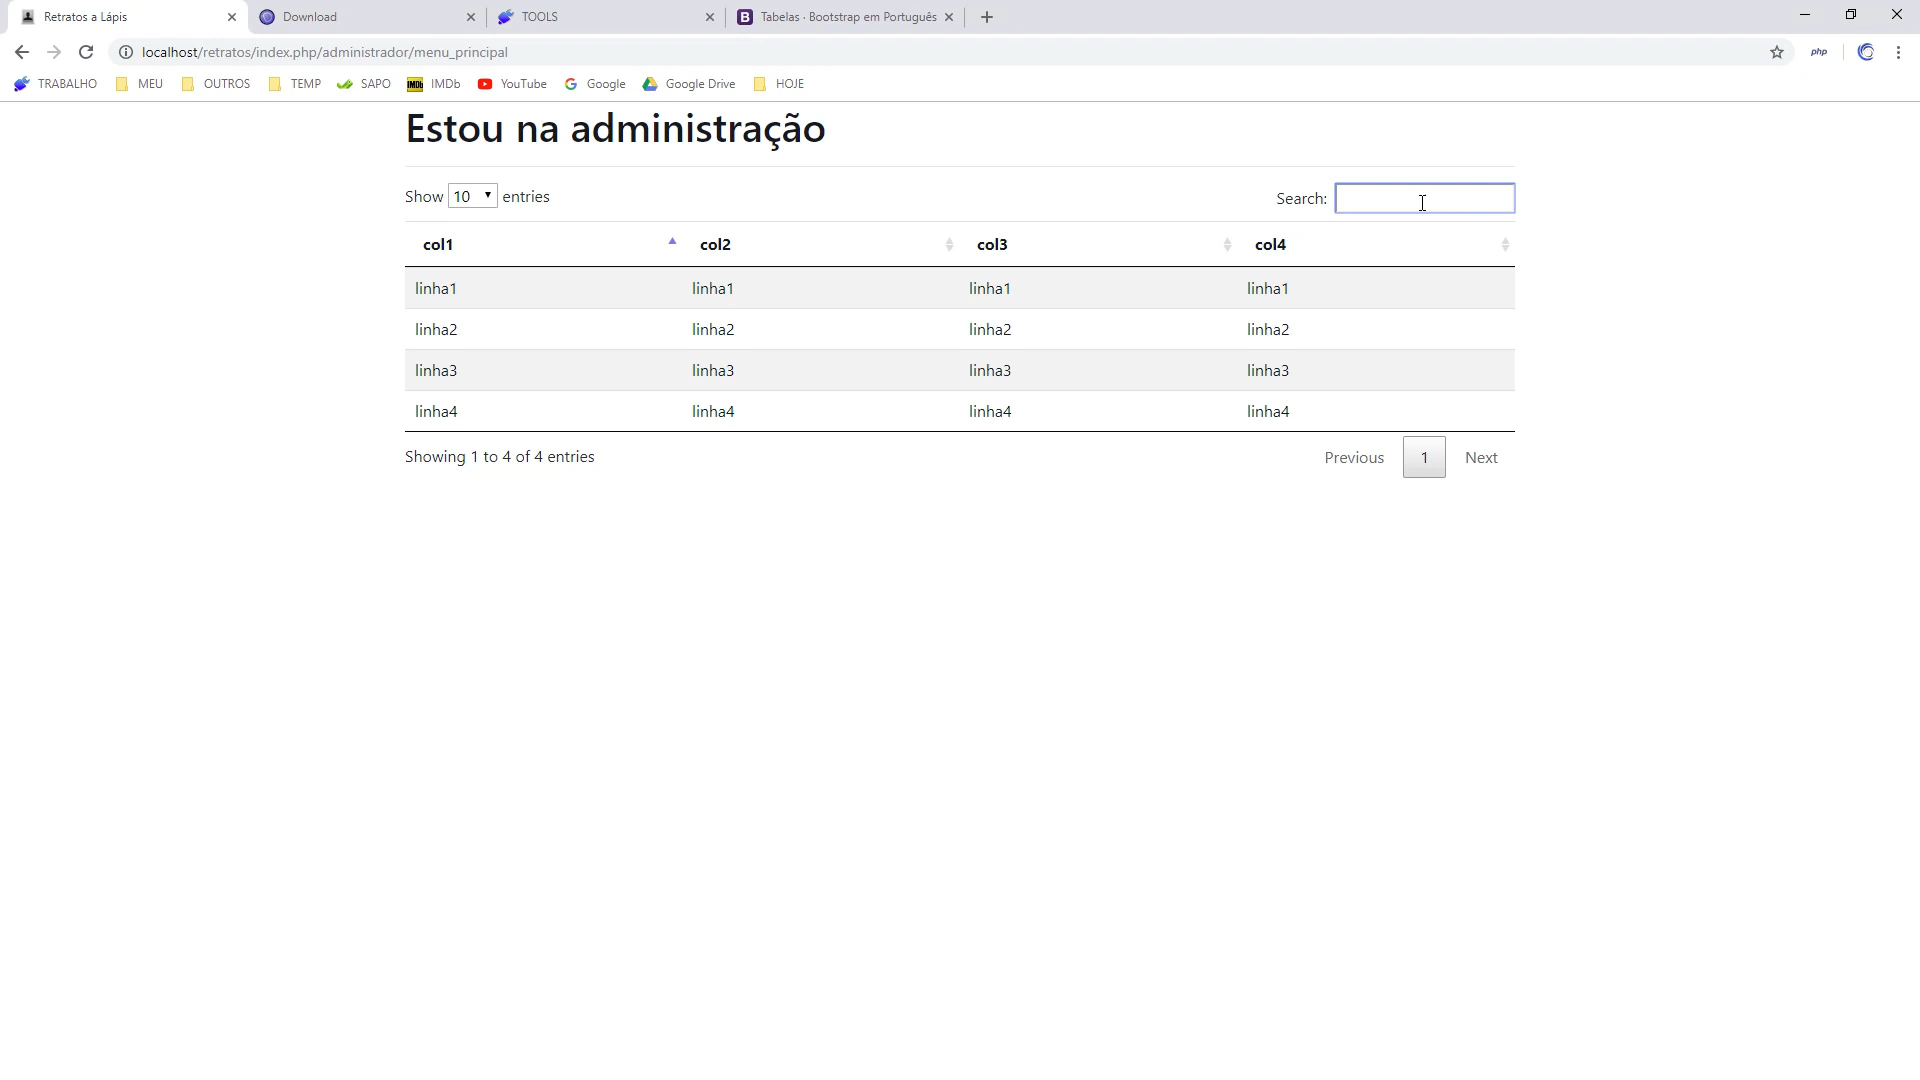 Retratos a Lápis
Download
TOOLS
Tabelas · Bootstrap em Português
localhost/retratos/index.php/administrador/menu_principal
php
TRABALHO MEU OUTROS TEMP SAPO IMDb IMDb YouTube Google Google Drive HOJE
Estou na administração
Show 10 entries
Search:
col1 col2 col3 col4
linha1 linha1 linha1 linha1
linha2 linha2 linha2 linha2
linha3 linha3 linha3 linha3
linha4 linha4 linha4 linha4
Showing 1 to 4 of 4 entries
Previous 1 Next